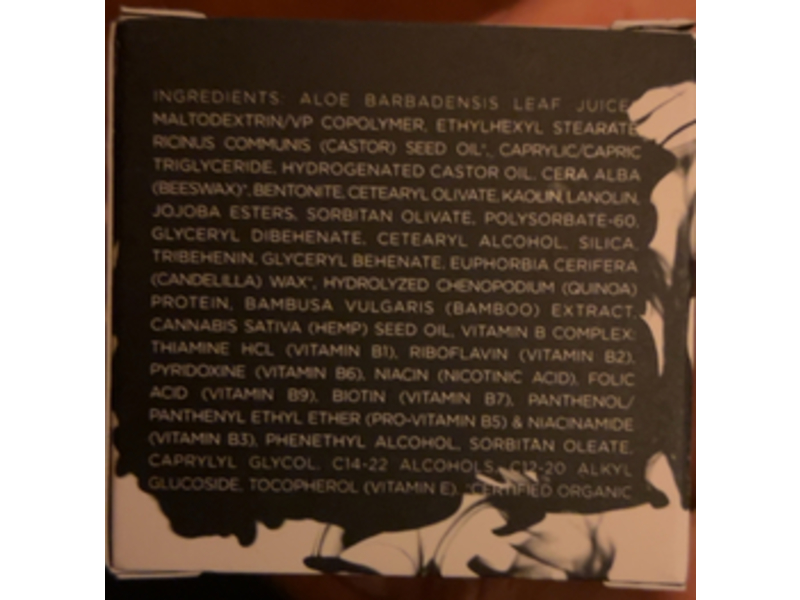 INGREDIENTS: ALOE BARBADENSIS LEAF JUICE,
MALTODEXTRIN/VP COPOLYMER, ETHYLHEXYL STEARATE,
RICINUS COMMUNIS (CASTOR) SEED OIL*, CAPRYLIC/CAPRIC
TRIGLYCERIDE, HYDROGENATED CASTOR OIL, CERA ALBA
(BEESWAX)*, BENTONITE, CETEARYL OLIVATE, KAOLIN, LANOLIN,
JOJOBA ESTERS, SORBITAN OLIVATE, POLYSORBATE-60,
GLYCERYL DIBEHENATE, CETEARYL ALCOHOL, SILICA,
TRIBEHENIN, GLYCERYL BEHENATE, EUPHORBIA CERIFERA
(CANDELILLA) WAX*, HYDROLYZED CHENOPODIUM (QUINOA)
PROTEIN, BAMBUSA VULGARIS (BAMBOO) EXTRACT,
CANNABIS SATIVA (HEMP) SEED OIL, VITAMIN B COMPLEX:
THIAMINE HCL (VITAMIN B1), RIBOFLAVIN (VITAMIN B2),
PYRIDOXINE (VITAMIN B6), NIACIN (NICOTINIC ACID), FOLIC
ACID (VITAMIN B9), BIOTIN (VITAMIN B7), PANTHENOL/
PANTHENYL ETHYL ETHER (PRO-VITAMIN B5) & NIACINAMIDE
(VITAMIN B3), PHENETHYL ALCOHOL, SORBITAN OLEATE,
CAPRYLYL GLYCOL, C14-22 ALCOHOLS, C12-20 ALKYL
GLUCOSIDE, TOCOPHEROL (VITAMIN E). *CERTIFIED ORGANIC